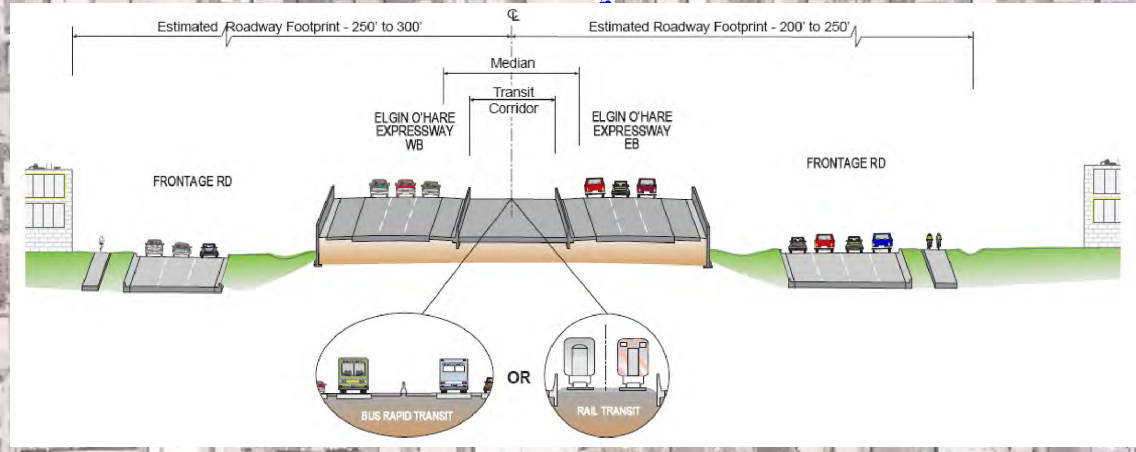 ℄
Estimated Roadway Footprint - 250' to 300'
Estimated Roadway Footprint - 200' to 250'
Median
Transit
Corridor
ELGIN O'HARE
EXPRESSWAY
WB
ELGIN O'HARE
EXPRESSWAY
EB
FRONTAGE RD
FRONTAGE RD
BUS RAPID TRANSIT
OR
RAIL TRANSIT